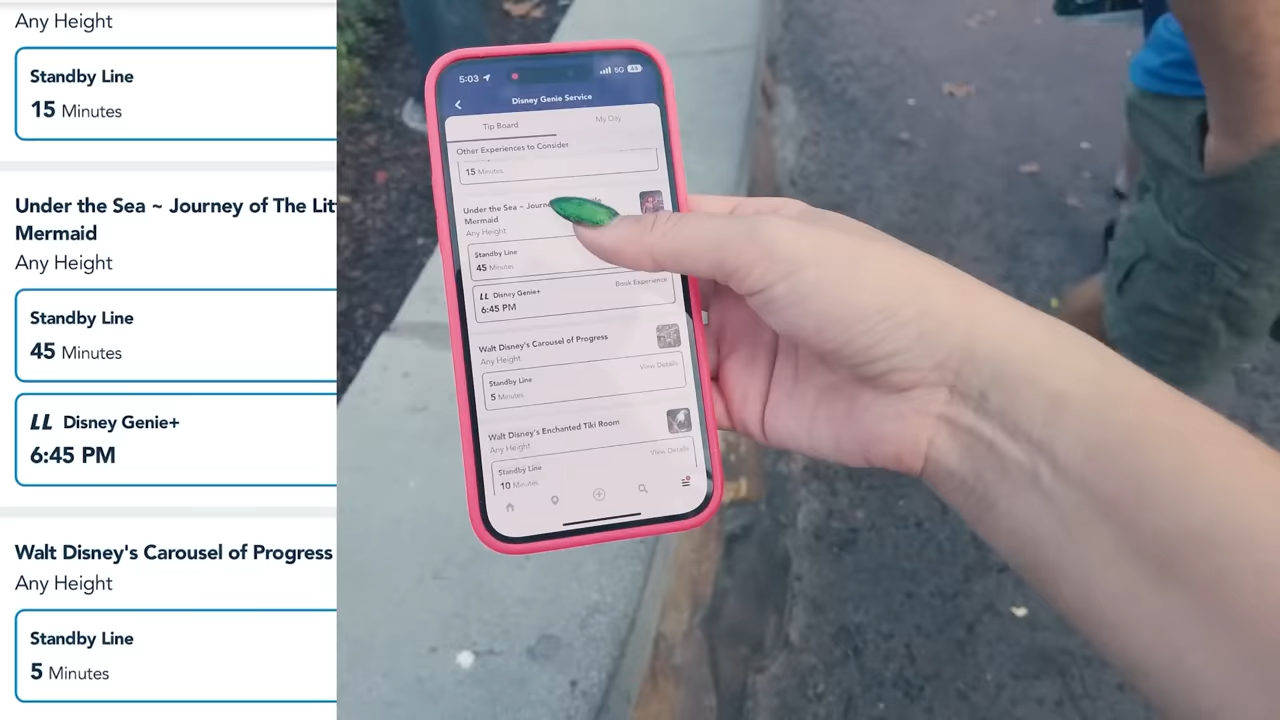 Any Height
Standby Line
15 Minutes
Under the Sea ~ Journey of The Lit
Mermaid
Any Height
Standby Line
45 Minutes
LL Disney Genie+
6:45 PM
Walt Disney's Carousel of Progress
Any Height
Standby Line
5 Minutes
5:03
5G 44
Disney Genie Service
Tip Board My Day
Other Experiences to Consider
15 Minutes
Under the Sea ~ Journe
Mermaid
Any Height
Standby Line
45 Minutes
LL Disney Genie+ Book Experience
6:45 PM
Walt Disney's Carousel of Progress
Any Height
Standby Line View Details
5 Minutes
Walt Disney's Enchanted Tiki Room
Any Height
Standby Line View Details
10 Minutes